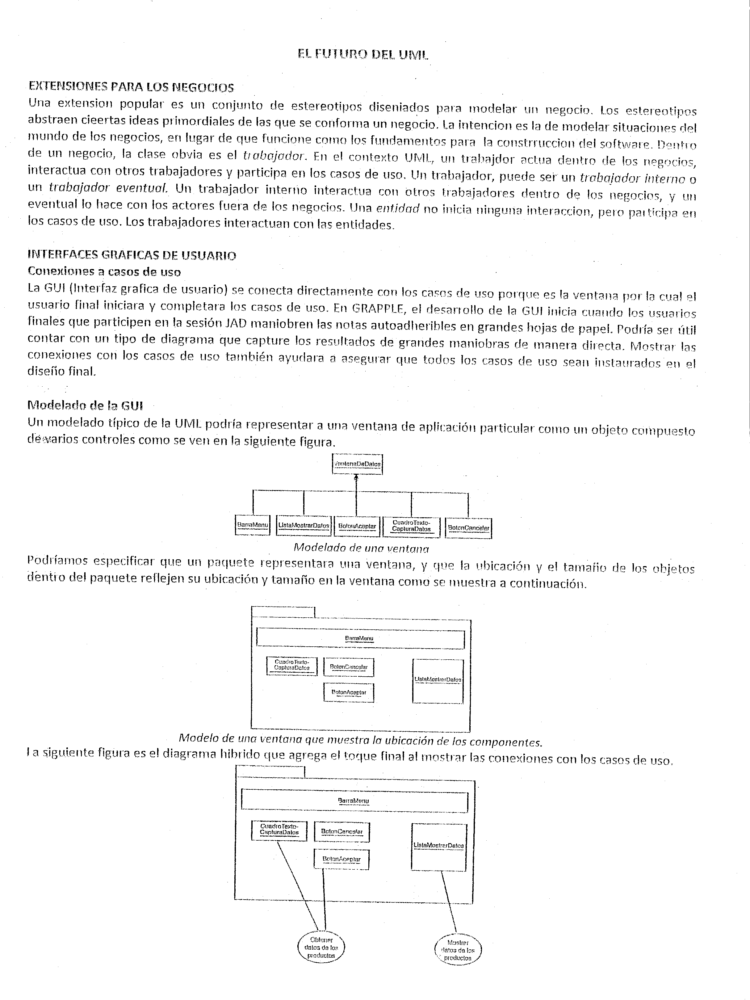 EL FUTURO DEL UML
EXTENSIONES PARA LOS NEGOCIOS
Una extension popular es un conjunto de estereotipos diseniados para modelar un negocio. Los estereotipos
abstraen cieertas ideas primordiales de las que se conforma un negocio. La intencion es la de modelar situaciones del
mundo de los negocios, en lugar de que funcione como los fundamentos para la constrruccion del software. Dentro
de un negocio, la clase obvia es el trabajador. En el contexto UML, un trabajdor actua dentro de los negocios,
interactua con otros trabajadores y participa en los casos de uso. Un trabajador, puede ser un trabajador interno o
un trabajador eventual. Un trabajador interno interactua con otros trabajadores dentro de los negocios, y un
eventual lo hace con los actores fuera de los negocios. Una entidad no inicia ninguna interaccion, pero participa en
los casos de uso. Los trabajadores interactuan con las entidades.
INTERFACES GRAFICAS DE USUARIO
Conexiones a casos de uso
La GUI (Interfaz grafica de usuario) se conecta directamente con los casos de uso porque es la ventana por la cual el
usuario final iniciara y completara los casos de uso. En GRAPPLE, el desarrollo de la GUI inicia cuando los usuarios
finales que participen en la sesión JAD maniobren las notas autoadheribles en grandes hojas de papel. Podría ser útil
contar con un tipo de diagrama que capture los resultados de grandes maniobras de manera directa. Mostrar las
conexiones con los casos de uso también ayudara a asegurar que todos los casos de uso sean instaurados en el
diseño final.
Modelado de la GUI
Un modelado típico de la UML podría representar a una ventana de aplicación particular como un objeto compuesto
de varios controles como se ven en la siguiente figura.
VentanaDeDatos
BarraMenu ListaMostrarDatos BotonAceptar CuadroTexto-CapturaDatos BotonCancelar
Modelado de una ventana
Podríamos especificar que un paquete representara una ventana, y que la ubicación y el tamaño de los objetos
dentro del paquete reflejen su ubicación y tamaño en la ventana como se muestra a continuación.
BarraMenu
CuadroTexto-
CapturaDatos
BotonCancelar
ListaMostrarDatos
BotonAceptar
Modelo de una ventana que muestra la ubicación de los componentes.
La siguiente figura es el diagrama hibrido que agrega el toque final al mostrar las conexiones con los casos de uso.
BarraMenu
CuadroTexto-
CapturaDatos
BotonCancelar
ListaMostrarDatos
BotonAceptar
Obtener
datos de los
productos
Mostrar
datos de los
productos